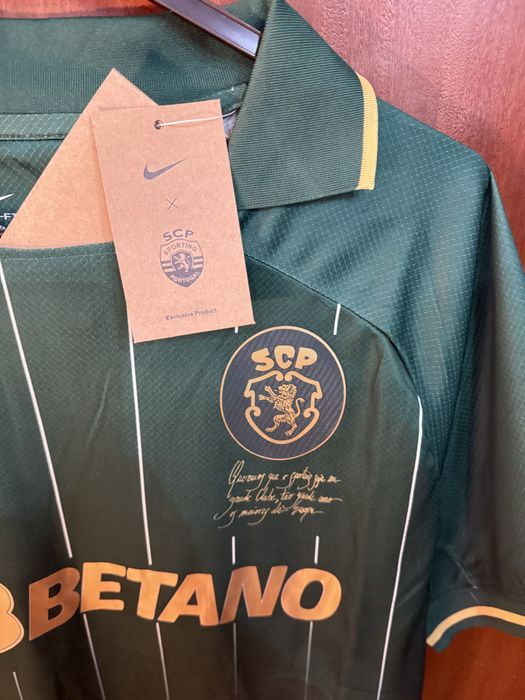 SCP
SPORTING
PORTUGAL
Exclusive Product
SCP
Queremos que o Sporting seja um
grande Clube, tão grande como
os maiores da Europa
BETANO